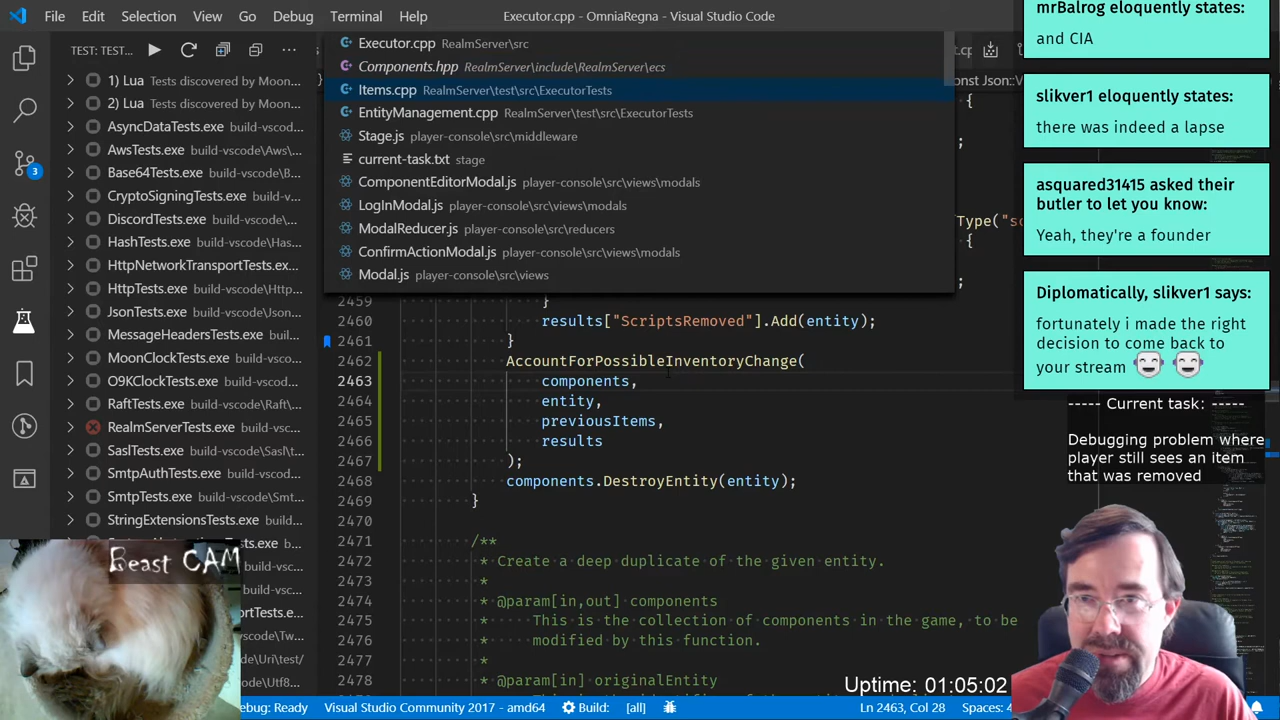 File Edit Selection View Go Debug Terminal Help
Executor.cpp - OmniaRegna - Visual Studio Code
TEST: TEST...
1) Lua Tests discovered by Moon...
2) Lua Tests discovered by Moon...
AsyncDataTests.exe build-vscode/A...
AwsTests.exe build-vscode/Aws/...
Base64Tests.exe build-vscode/Base...
CryptoSigningTests.exe build-vsc...
DiscordTests.exe build-vscode/Dis...
HashTests.exe build-vscode/Hash/...
HttpNetworkTransportTests.exe b...
HttpTests.exe build-vscode/Http/t...
JsonTests.exe build-vscode/Json/t...
MessageHeadersTests.exe build-v...
MoonClockTests.exe build-vscod...
O9KClockTests.exe build-vscode/...
RaftTests.exe build-vscode/Raft/t...
RealmServerTests.exe build-vsco...
SaslTests.exe build-vscode/Sasl/t...
SmtpAuthTests.exe build-vscode/...
SmtpTests.exe build-vscode/Smt...
StringExtensionsTests.exe build-...
Beast CAM
Executor.cpp RealmServer\src
Components.hpp RealmServer\include\RealmServer\ecs
Items.cpp RealmServer\test\src\ExecutorTests
EntityManagement.cpp RealmServer\test\src\ExecutorTests
Stage.js player-console\src\middleware
current-task.txt stage
ComponentEditorModal.js player-console\src\views\modals
LogInModal.js player-console\src\views\modals
ModalReducer.js player-console\src\reducers
ConfirmActionModal.js player-console\src\views\modals
Modal.js player-console\src\views
2459 }
2460 results["ScriptsRemoved"].Add(entity);
2461 }
2462 AccountForPossibleInventoryChange(
2463 components,
2464 entity,
2465 previousItems,
2466 results
2467 );
2468 components.DestroyEntity(entity);
2469 }
2470
2471 /**
2472 * Create a deep duplicate of the given entity.
2473 *
2474 * @param[in,out] components
2475 * This is the collection of components in the game, to be
2476 * modified by this function.
2477 *
2478 * @param[in] originalEntity
mrBalrog eloquently states:
and CIA
slikver1 eloquently states:
there was indeed a lapse
asquared31415 asked their
butler to let you know:
Yeah, they're a founder
Diplomatically, slikver1 says:
fortunately i made the right
decision to come back to
your stream
----- Current task: -----
Debugging problem where
player still sees an item
that was removed
Uptime: 01:05:02
3
ebug: Ready Visual Studio Community 2017 - amd64 Build: [all] Ln 2463, Col 28 Spaces: 4